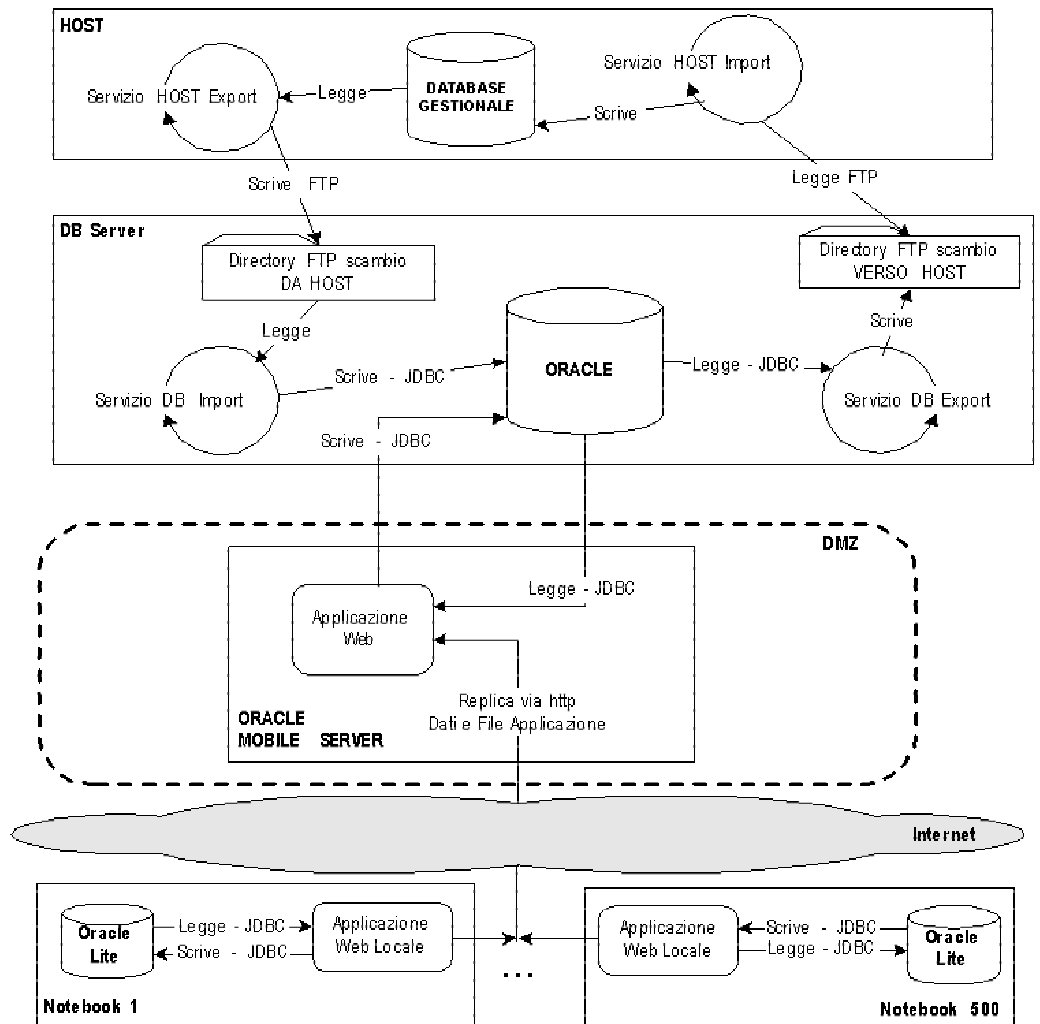 HOST
Servizio HOST Export
Legge
DATABASE
GESTIONALE
Servizio HOST Import
Scrive
Scrive FTP
Legge FTP
DB Server
Directory FTP scambio
DA HOST
Directory FTP scambio
VERSO HOST
Legge
Scrive
Servizio DB Import
Scrive - JDBC
ORACLE
Legge - JDBC
Servizio DB Export
Scrive - JDBC
DMZ
Legge - JDBC
Applicazione
Web
Replica via http
Dati e File Applicazione
ORACLE
MOBILE SERVER
Internet
Oracle
Lite
Legge - JDBC
Scrive - JDBC
Applicazione
Web Locale
...
Applicazione
Web Locale
Scrive - JDBC
Legge - JDBC
Oracle
Lite
Notebook 1
Notebook 500